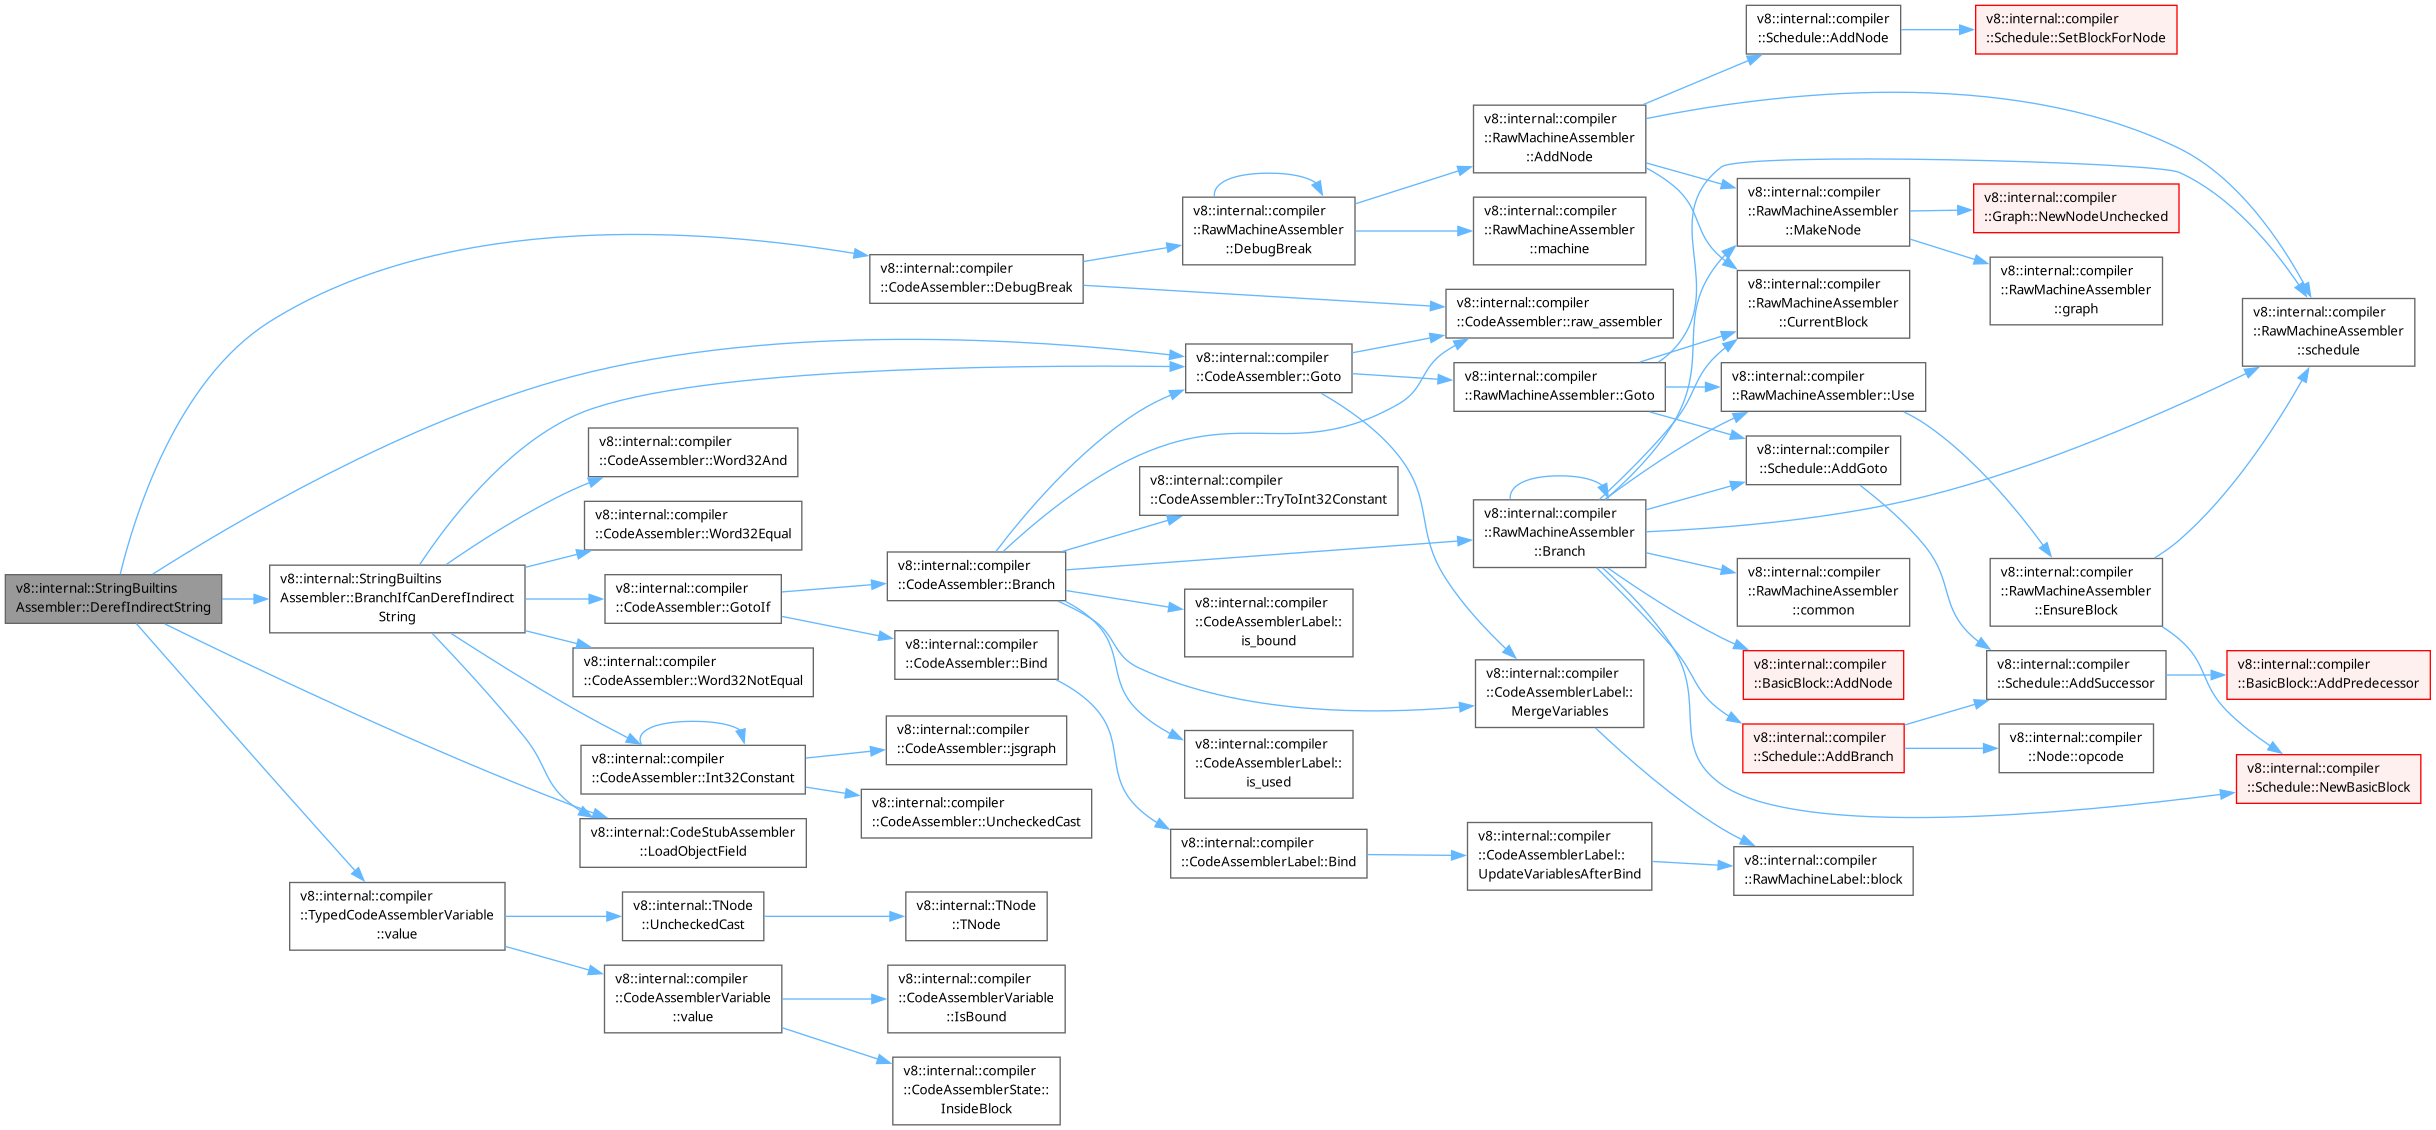 v8::internal::StringBuiltins
Assembler::DerefIndirectString
v8::internal::StringBuiltins
Assembler::BranchIfCanDerefIndirect
String
v8::internal::compiler
::TypedCodeAssemblerVariable
::value
v8::internal::compiler
::CodeAssembler::Word32And
v8::internal::compiler
::CodeAssembler::Word32Equal
v8::internal::compiler
::CodeAssembler::GotoIf
v8::internal::compiler
::CodeAssembler::Word32NotEqual
v8::internal::compiler
::CodeAssembler::Int32Constant
v8::internal::CodeStubAssembler
::LoadObjectField
v8::internal::TNode
::UncheckedCast
v8::internal::compiler
::CodeAssemblerVariable
::value
v8::internal::compiler
::CodeAssembler::DebugBreak
v8::internal::compiler
::CodeAssembler::Branch
v8::internal::compiler
::CodeAssembler::Bind
v8::internal::compiler
::CodeAssembler::jsgraph
v8::internal::compiler
::CodeAssembler::UncheckedCast
v8::internal::TNode
::TNode
v8::internal::compiler
::CodeAssemblerVariable
::IsBound
v8::internal::compiler
::CodeAssemblerState::
InsideBlock
v8::internal::compiler
::RawMachineAssembler
::DebugBreak
v8::internal::compiler
::CodeAssembler::Goto
v8::internal::compiler
::CodeAssembler::TryToInt32Constant
v8::internal::compiler
::CodeAssemblerLabel::
is_bound
v8::internal::compiler
::CodeAssemblerLabel::
is_used
v8::internal::compiler
::CodeAssemblerLabel::Bind
v8::internal::compiler
::RawMachineAssembler
::AddNode
v8::internal::compiler
::RawMachineAssembler
::machine
v8::internal::compiler
::CodeAssembler::raw_assembler
v8::internal::compiler
::RawMachineAssembler::Goto
v8::internal::compiler
::RawMachineAssembler
::Branch
v8::internal::compiler
::CodeAssemblerLabel::
MergeVariables
v8::internal::compiler
::CodeAssemblerLabel::
UpdateVariablesAfterBind
v8::internal::compiler
::Schedule::AddNode
v8::internal::compiler
::RawMachineAssembler
::MakeNode
v8::internal::compiler
::RawMachineAssembler
::CurrentBlock
v8::internal::compiler
::RawMachineAssembler::Use
v8::internal::compiler
::Schedule::AddGoto
v8::internal::compiler
::RawMachineAssembler
::common
v8::internal::compiler
::BasicBlock::AddNode
v8::internal::compiler
::Schedule::AddBranch
v8::internal::compiler
::RawMachineLabel::block
v8::internal::compiler
::Schedule::SetBlockForNode
v8::internal::compiler
::Graph::NewNodeUnchecked
v8::internal::compiler
::RawMachineAssembler
::graph
v8::internal::compiler
::RawMachineAssembler
::EnsureBlock
v8::internal::compiler
::Schedule::AddSuccessor
v8::internal::compiler
::Node::opcode
v8::internal::compiler
::RawMachineAssembler
::schedule
v8::internal::compiler
::BasicBlock::AddPredecessor
v8::internal::compiler
::Schedule::NewBasicBlock